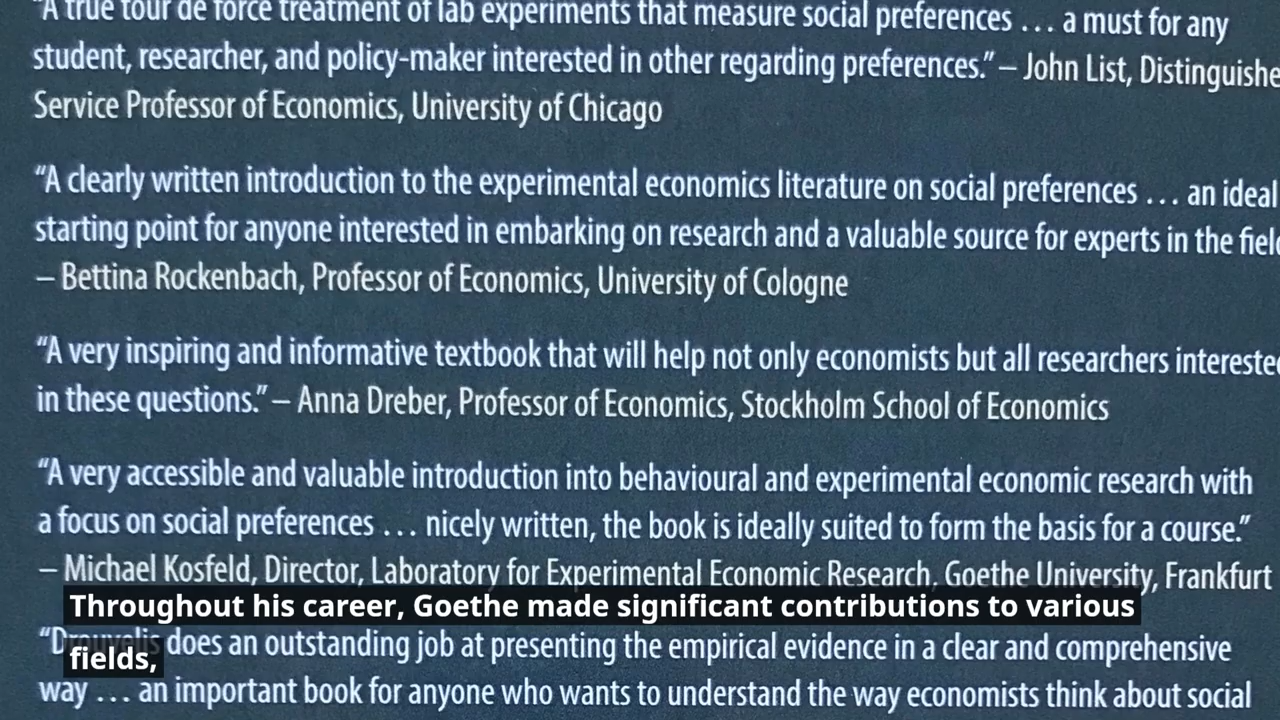 "A true tour de force treatment of lab experiments that measure social preferences … a must for any
student, researcher, and policy-maker interested in other regarding preferences." – John List, Distinguishe
Service Professor of Economics, University of Chicago
"A clearly written introduction to the experimental economics literature on social preferences … an ideal
starting point for anyone interested in embarking on research and a valuable source for experts in the fiel
– Bettina Rockenbach, Professor of Economics, University of Cologne
"A very inspiring and informative textbook that will help not only economists but all researchers interested
in these questions." – Anna Dreber, Professor of Economics, Stockholm School of Economics
"A very accessible and valuable introduction into behavioural and experimental economic research with
a focus on social preferences … nicely written, the book is ideally suited to form the basis for a course."
– Michael Kosfeld, Director, Laboratory for Experimental Economic Research, Goethe University, Frankfurt
Throughout his career, Goethe made significant contributions to various
fields,
"Drouvelis does an outstanding job at presenting the empirical evidence in a clear and comprehensive
way … an important book for anyone who wants to understand the way economists think about social